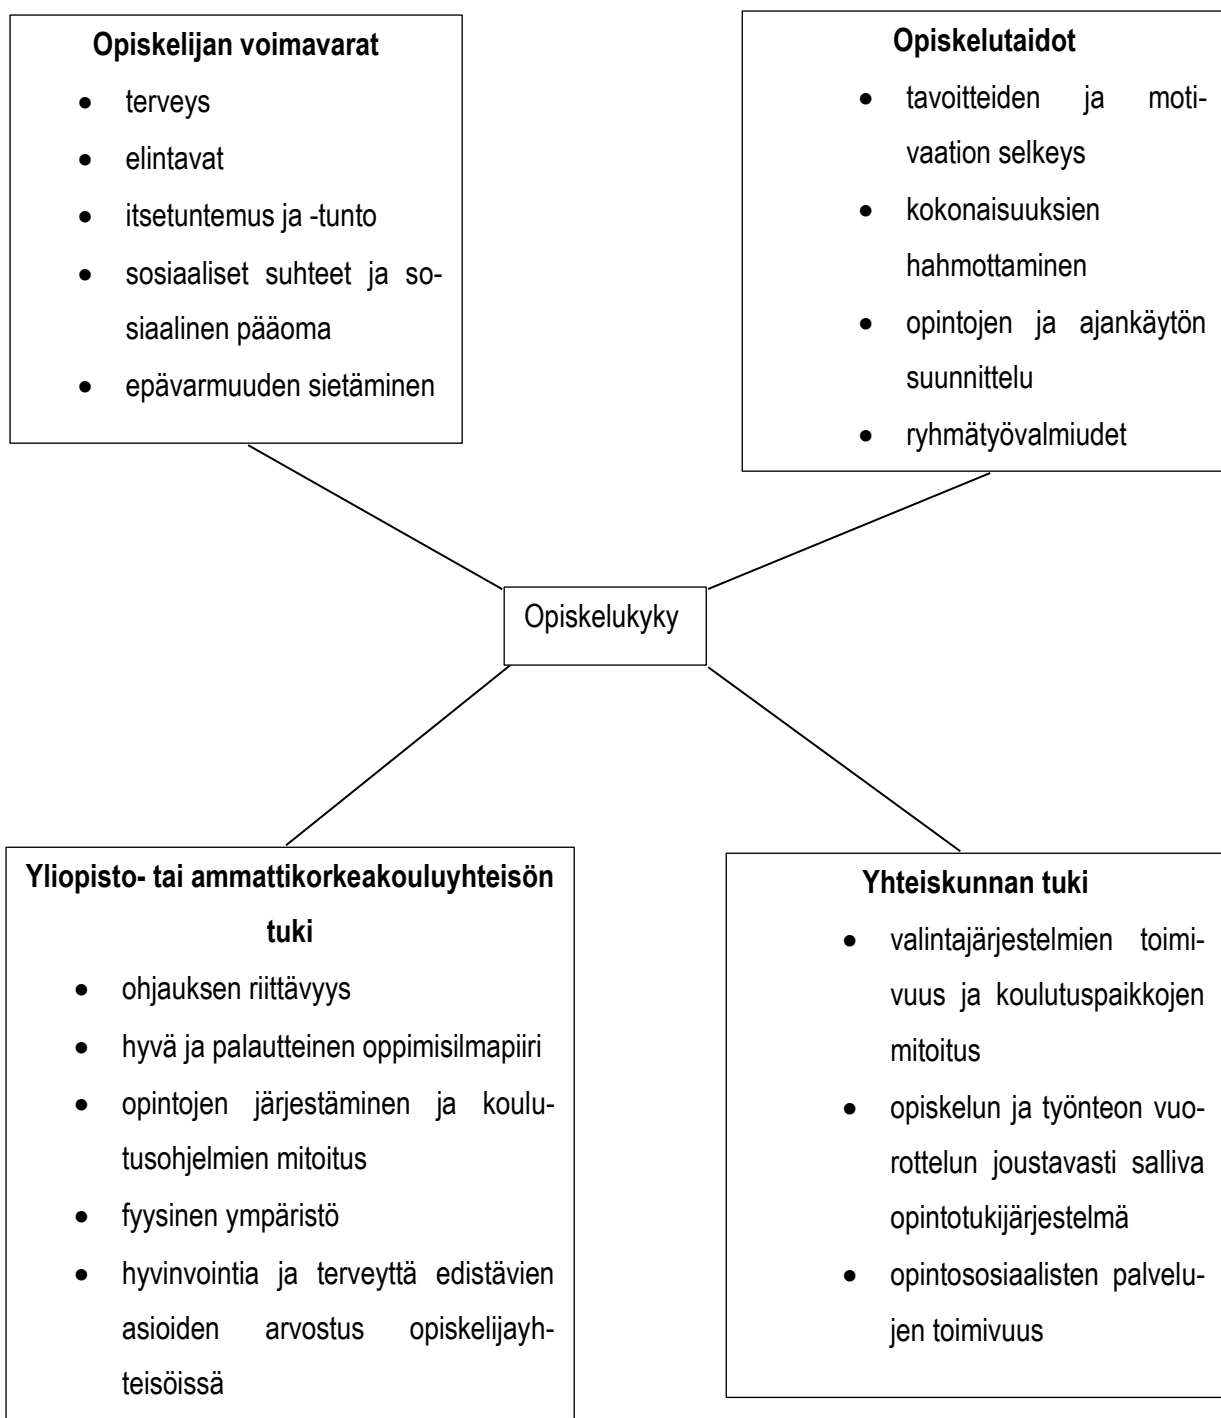 Opiskelijan voimavarat
• terveys
• elintavat
• itsetuntemus ja -tunto
• sosiaaliset suhteet ja so-
siaalinen pääoma
• epävarmuuden sietäminen
Opiskelutaidot
• tavoitteiden ja moti-
vaation selkeys
• kokonaisuuksien
hahmottaminen
• opintojen ja ajankäytön
suunnittelu
• ryhmätyövalmiudet
Opiskelukyky
Yliopisto- tai ammattikorkeakouluyhteisön
tuki
• ohjauksen riittävyys
• hyvä ja palautteinen oppimisilmapiiri
• opintojen järjestäminen ja koulu-
tusohjelmien mitoitus
• fyysinen ympäristö
• hyvinvointia ja terveyttä edistävien
asioiden arvostus opiskelijayh-
teisöissä
Yhteiskunnan tuki
• valintajärjestelmien toimi-
vuus ja koulutuspaikkojen
mitoitus
• opiskelun ja työnteon vuo-
rottelun joustavasti salliva
opintotukijärjestelmä
• opintososiaalisten palvelu-
jen toimivuus